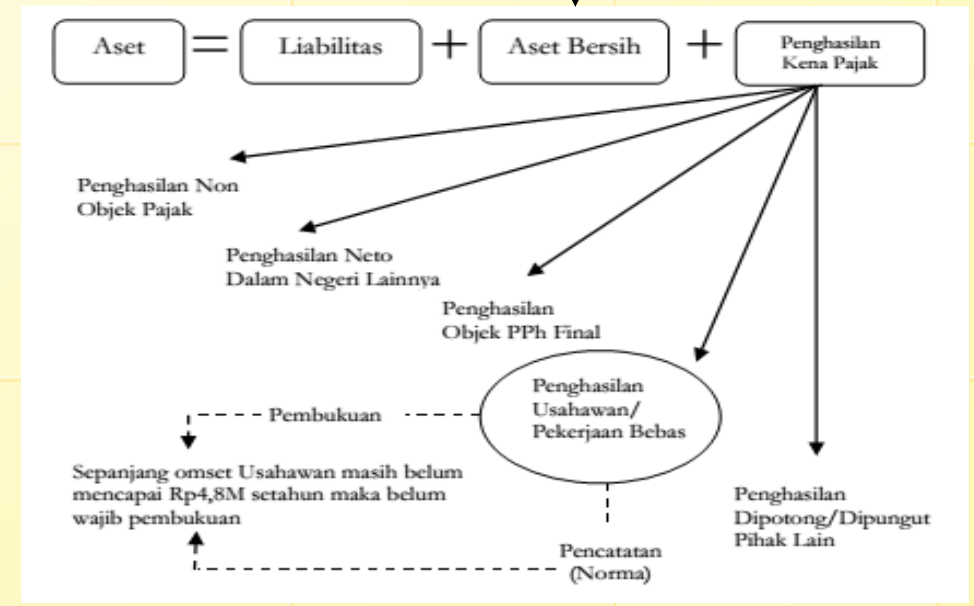 Aset = Liabilitas + Aset Bersih + Penghasilan
Kena Pajak
Penghasilan Non
Objek Pajak
Penghasilan Neto
Dalam Negeri Lainnya
Penghasilan
Objek PPh Final
Penghasilan
Usahawan/
Pekerjaan Bebas
Pembukuan
Sepanjang omset Usahawan masih belum
mencapai Rp4,8M setahun maka belum
wajib pembukuan
Penghasilan
Dipotong/Dipungut
Pihak Lain
Pencatatan
(Norma)